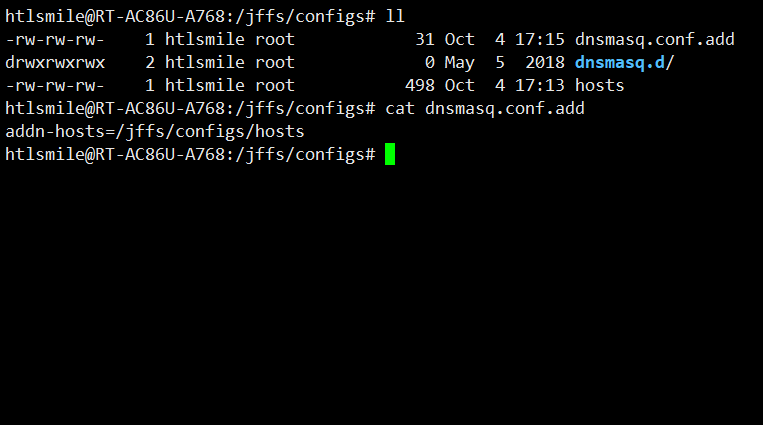 htlsmile@RT-AC86U-A768:/jffs/configs# ll
-rw-rw-rw-    1 htlsmile root            31 Oct  4 17:15 dnsmasq.conf.add
drwxrwxrwx    2 htlsmile root             0 May  5  2018 dnsmasq.d/
-rw-rw-rw-    1 htlsmile root           498 Oct  4 17:13 hosts
htlsmile@RT-AC86U-A768:/jffs/configs# cat dnsmasq.conf.add
addn-hosts=/jffs/configs/hosts
htlsmile@RT-AC86U-A768:/jffs/configs#